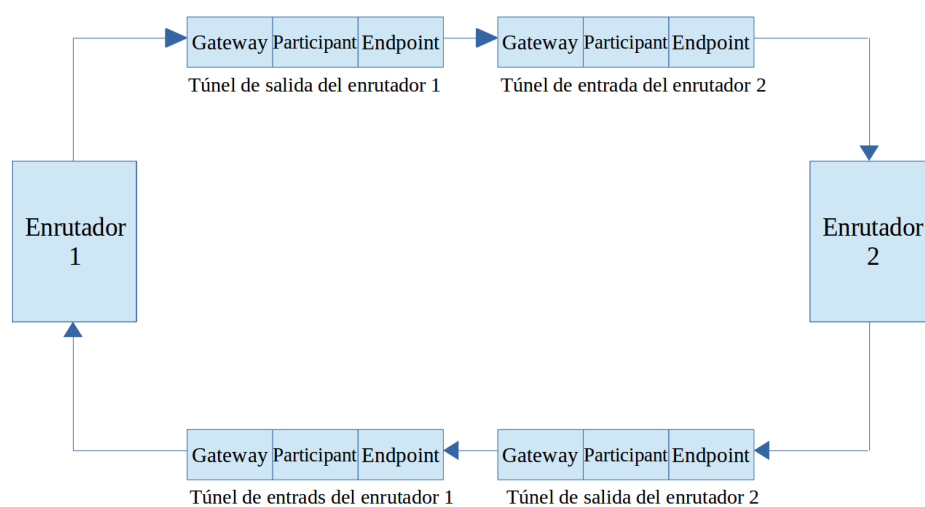 Gateway Participant Endpoint Gateway Participant Endpoint
Túnel de salida del enrutador 1 Túnel de entrada del enrutador 2
Enrutador
1
Enrutador
2
Gateway Participant Endpoint Gateway Participant Endpoint
Túnel de entrads del enrutador 1 Túnel de salida del enrutador 2